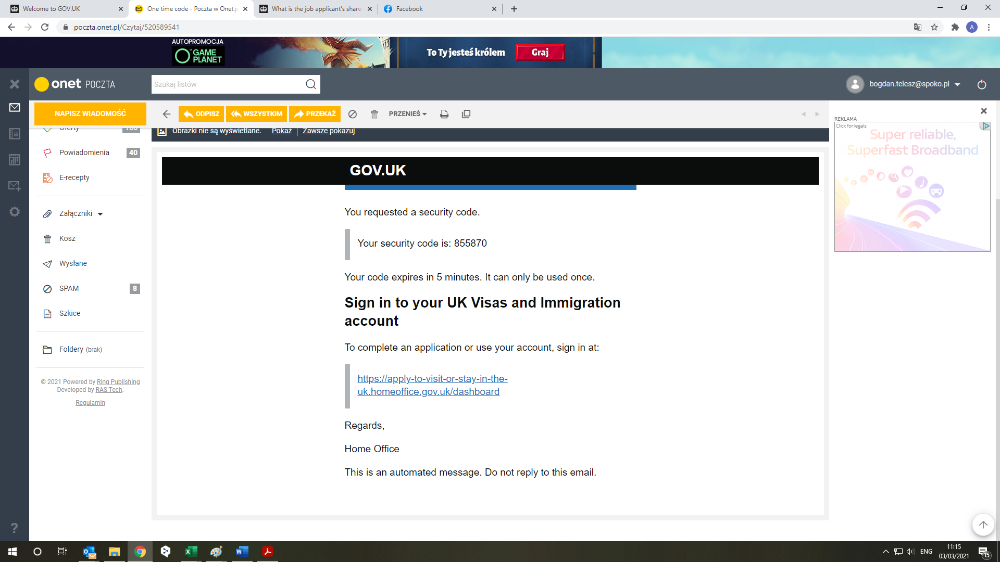 Welcome to GOV.UK
One time code - Poczta w Onet.p
What is the job applicant's share
Facebook
poczta.onet.pl/Czytaj/520589541
A
AUTOPROMOCJA
GAME
PLANET
To Ty jesteś królem
Graj
onet POCZTA
Szukaj listów
bogdan.telesz@spoko.pl
NAPISZ WIADOMOŚĆ
ODPISZ
WSZYSTKIM
PRZEKAŻ
PRZENIEŚ
Oferty
Obrazki nie są wyświetlane. Pokaż Zawsze pokazuj
Powiadomienia 40
E-recepty
Załączniki
Kosz
Wysłane
SPAM 8
Szkice
Foldery (brak)
© 2021 Powered by Ring Publishing
Developed by RAS Tech.
Regulamin
GOV.UK
You requested a security code.
Your security code is: 855870
Your code expires in 5 minutes. It can only be used once.
Sign in to your UK Visas and Immigration
account
To complete an application or use your account, sign in at:
https://apply-to-visit-or-stay-in-the-
uk.homeoffice.gov.uk/dashboard
Regards,
Home Office
This is an automated message. Do not reply to this email.
REKLAMA
Click for legals
Super reliable,
Superfast Broadband
ENG
11:15
03/03/2021
15